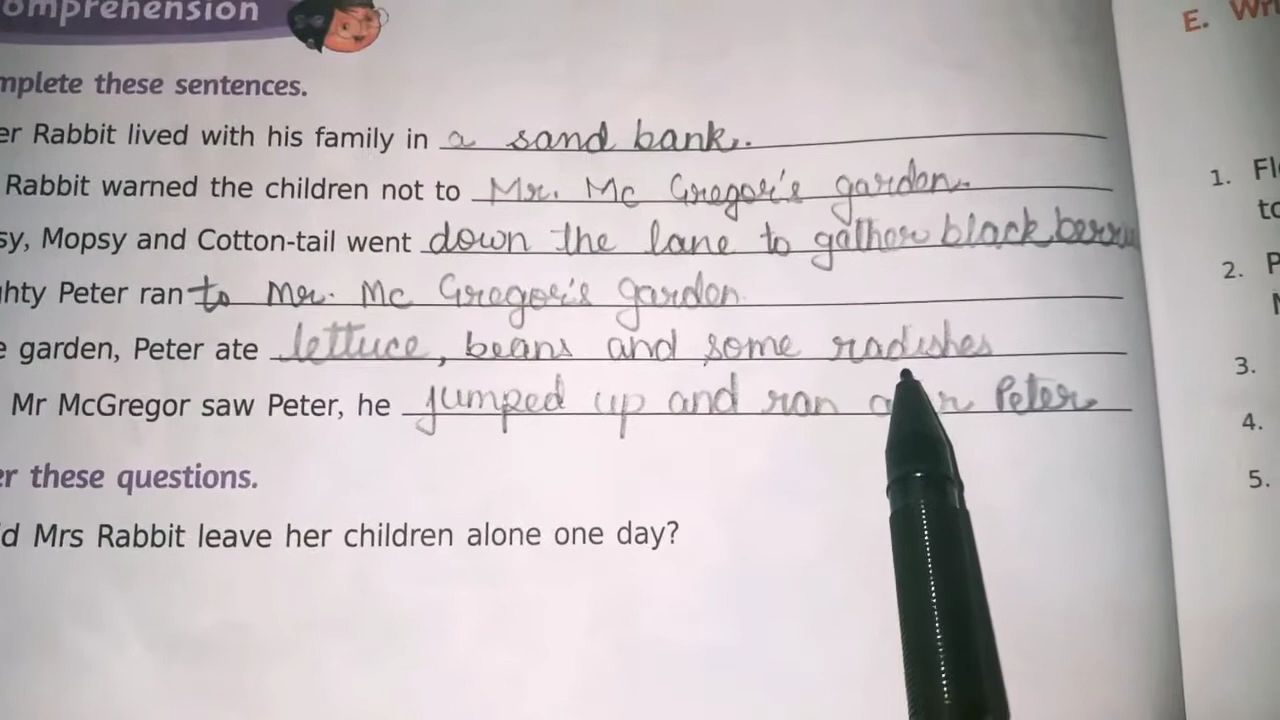 omprehension
mplete these sentences.
er Rabbit lived with his family in a sand bank.
Rabbit warned the children not to Mr. Mc Gregor's garden.
sy, Mopsy and Cotton-tail went down the lane to gather black
hty Peter ran to Mr. Mc Gregor's garden
e garden, Peter ate lettuce, beans and some radishes
Mr McGregor saw Peter, he jumped up and ran Peter
er these questions.
d Mrs Rabbit leave her children alone one day?
E. Wri
1. Fl
to
2. P
3.
4.
5.